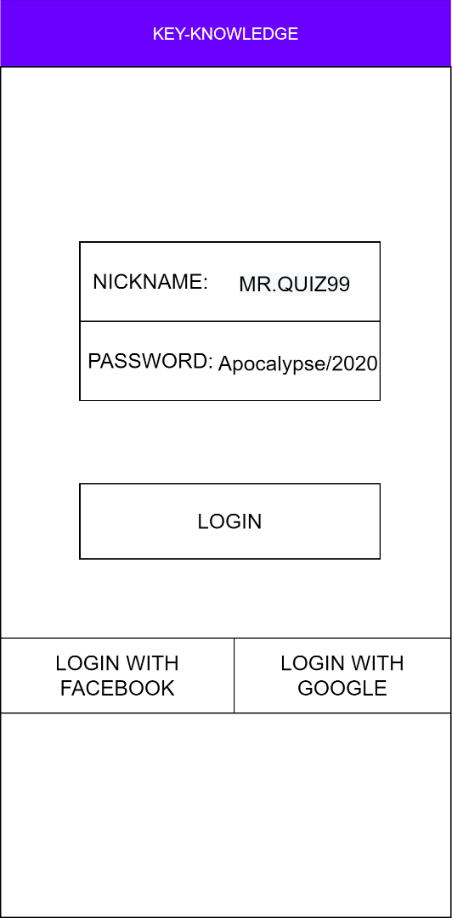 KEY-KNOWLEDGE
NICKNAME: MR.QUIZ99
PASSWORD: Apocalypse/2020
LOGIN
LOGIN WITH
FACEBOOK
LOGIN WITH
GOOGLE